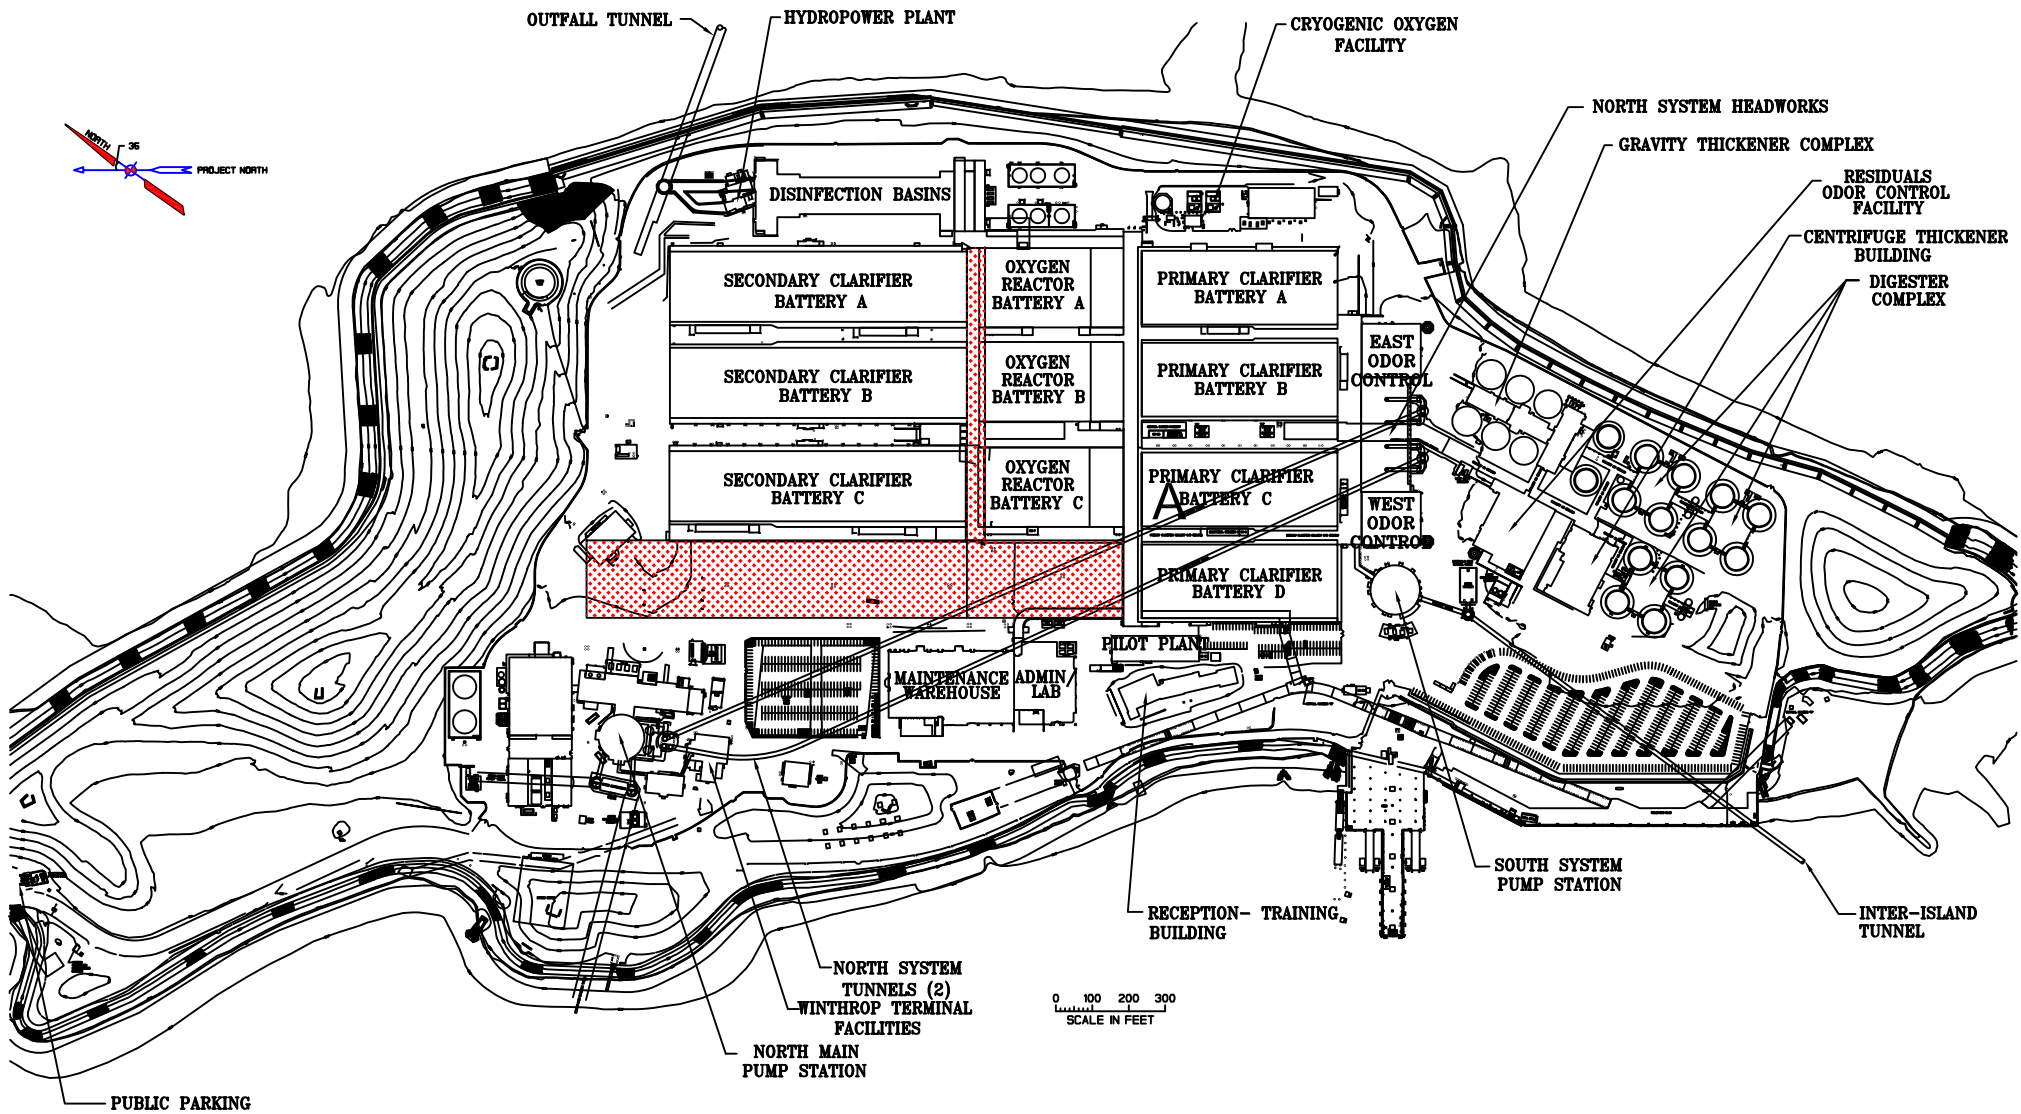 OUTFALL TUNNEL
HYDROPOWER PLANT
CRYOGENIC OXYGEN
FACILITY
NORTH SYSTEM HEADWORKS
GRAVITY THICKENER COMPLEX
RESIDUALS
ODOR CONTROL
FACILITY
CENTRIFUGE THICKENER
BUILDING
DIGESTER
COMPLEX
NORTH
36
PROJECT NORTH
DISINFECTION BASINS
SECONDARY CLARIFIER
BATTERY A
OXYGEN
REACTOR
BATTERY A
PRIMARY CLARIFIER
BATTERY A
EAST
ODOR
CONTROL
SECONDARY CLARIFIER
BATTERY B
OXYGEN
REACTOR
BATTERY B
PRIMARY CLARIFIER
BATTERY B
SECONDARY CLARIFIER
BATTERY C
OXYGEN
REACTOR
BATTERY C
PRIMARY CLARIFIER
BATTERY C
A
WEST
ODOR
CONTROL
PRIMARY CLARIFIER
BATTERY D
PILOT PLANT
MAINTENANCE
WAREHOUSE
ADMIN/
LAB
SOUTH SYSTEM
PUMP STATION
RECEPTION- TRAINING
BUILDING
INTER-ISLAND
TUNNEL
NORTH SYSTEM
TUNNELS (2)
WINTHROP TERMINAL
FACILITIES
NORTH MAIN
PUMP STATION
0 100 200 300
SCALE IN FEET
PUBLIC PARKING